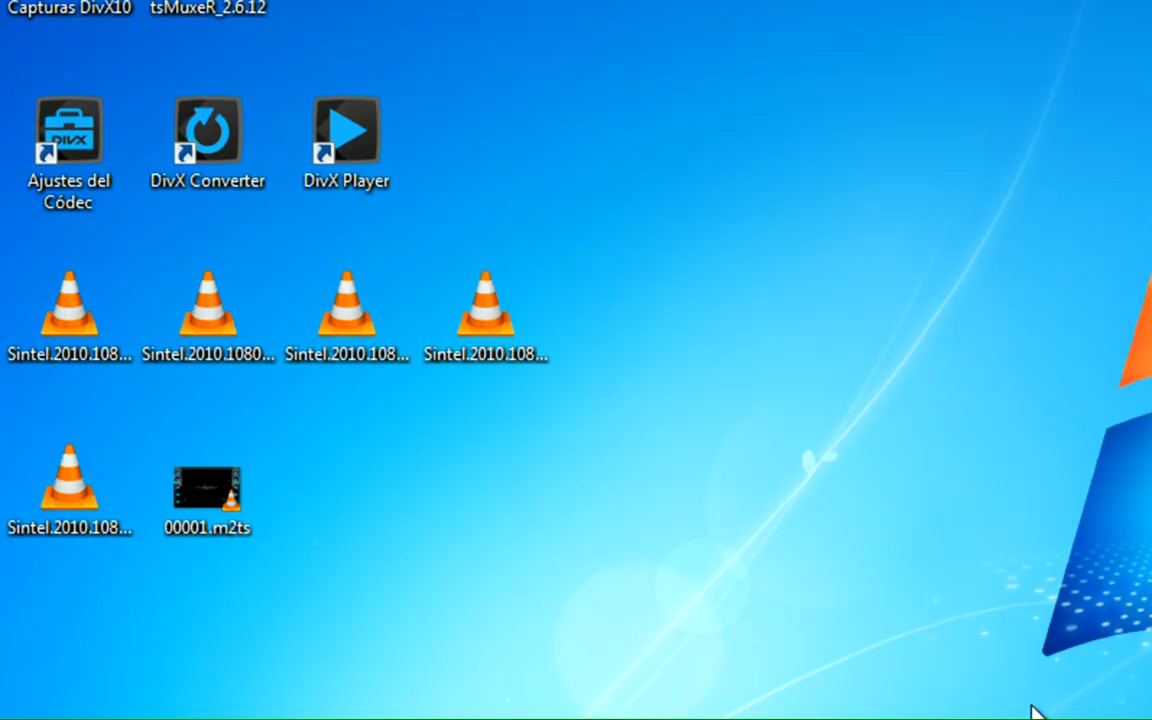 Capturas DivX10 tsMuxeR_2.6.12
DIVX
Ajustes del DivX Converter DivX Player
Códec
Sintel.2010.108... Sintel.2010.1080... Sintel.2010.108... Sintel.2010.108...
Sintel.2010.108... 00001.m2ts